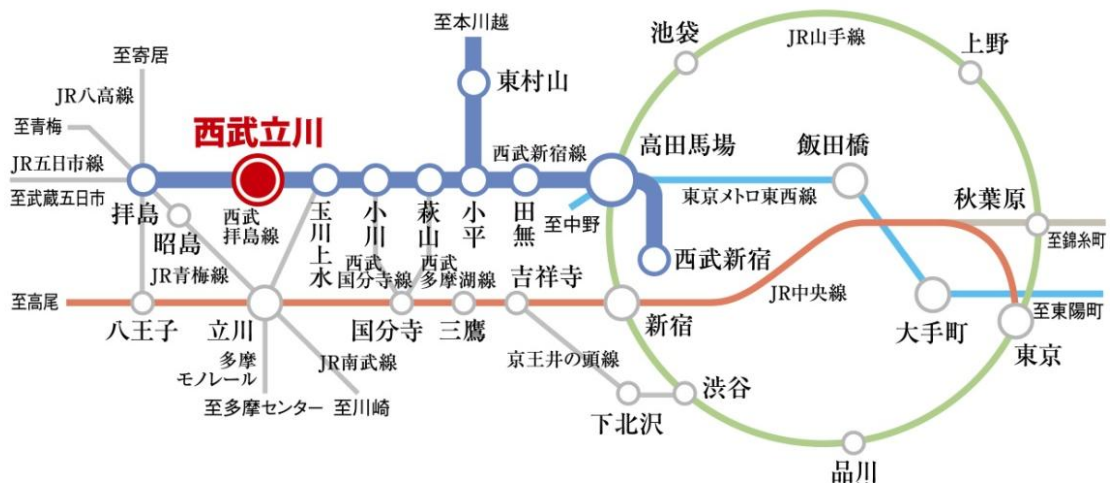 至本川越
池袋
JR山手線
上野
至寄居
東村山
JR八高線
至青梅
西武立川
西武新宿線
高田馬場
飯田橋
JR五日市線
至武蔵五日市
東京メトロ東西線
秋葉原
拝島
昭島
西武
拝島線
玉川上水
小川
萩山
小平
田無
至中野
至錦糸町
西武新宿
西武
国分寺線
西武
多摩湖線
JR青梅線
吉祥寺
JR中央線
至高尾
至東陽町
八王子
立川
国分寺
三鷹
新宿
大手町
東京
多摩
モノレール
JR南武線
京王井の頭線
渋谷
至多摩センター
至川崎
下北沢
品川